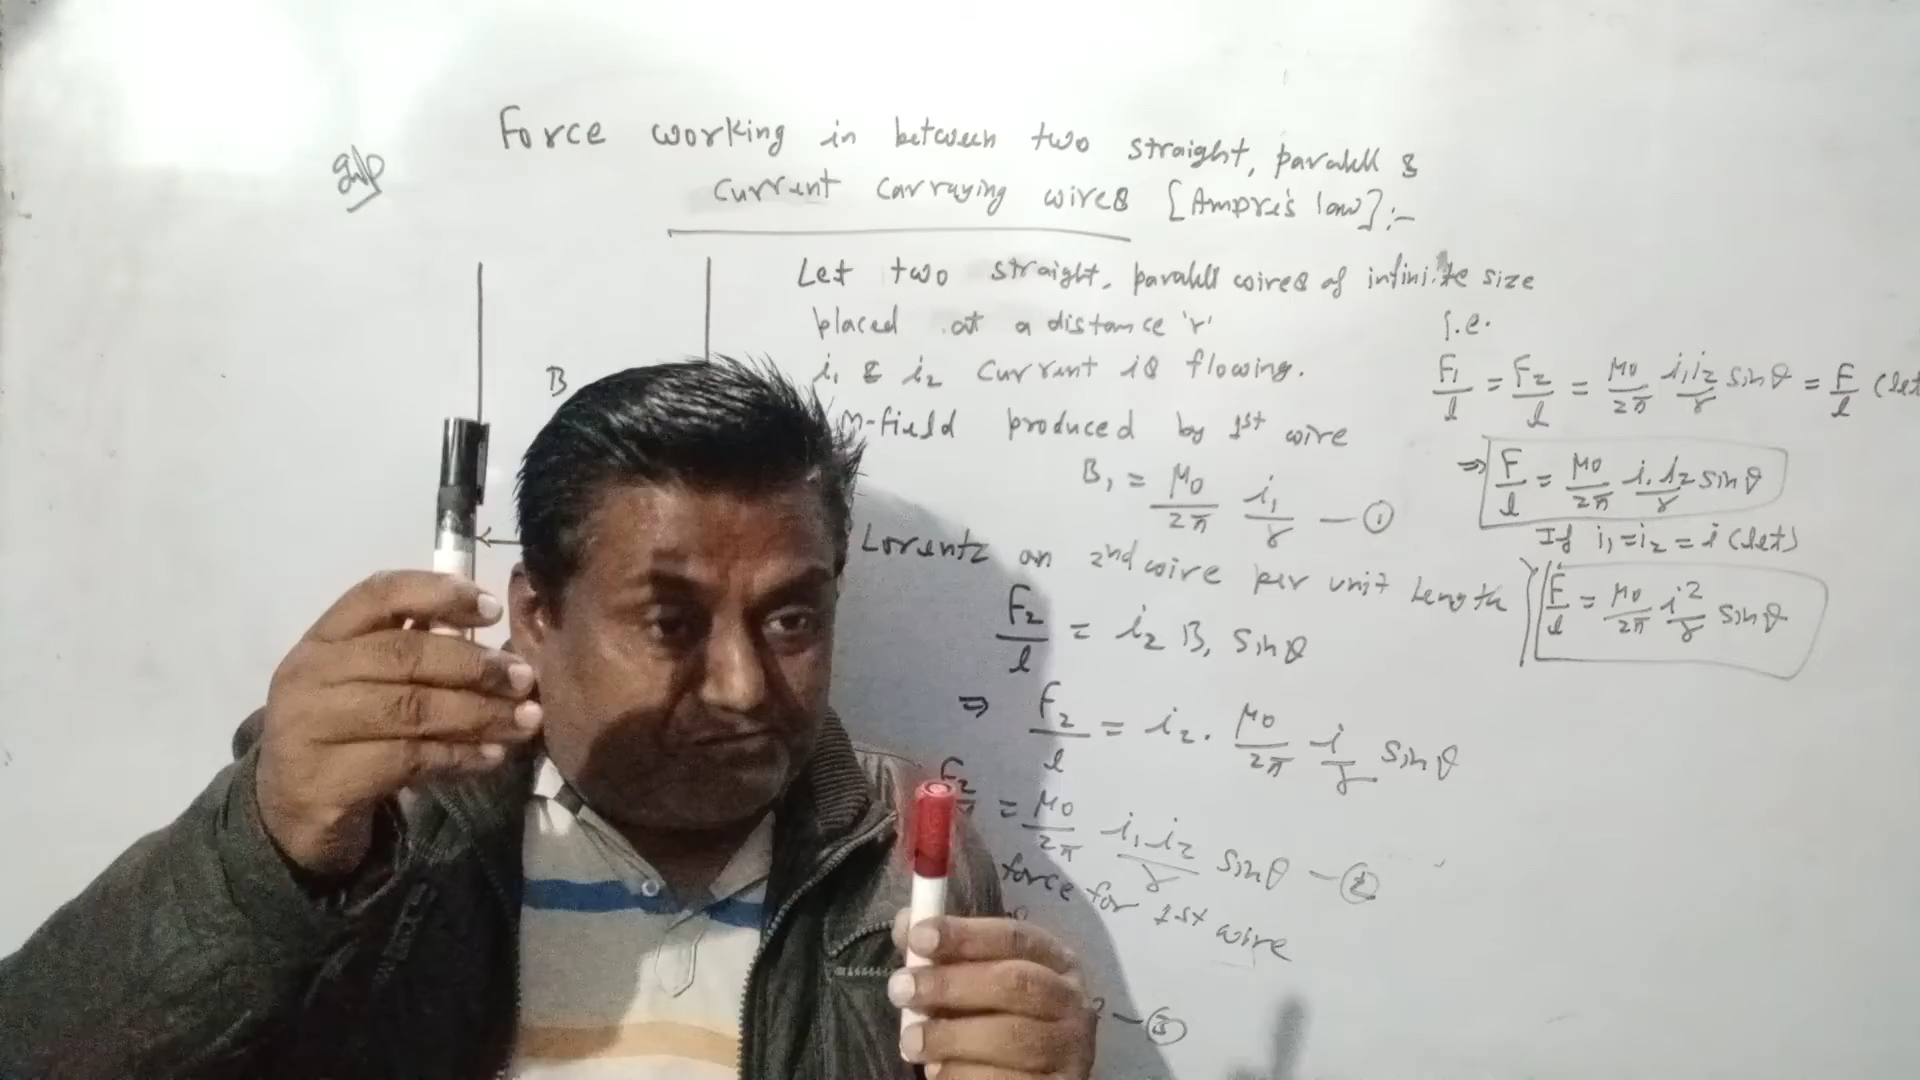 Force working in between two straight, parallel &
current carraying wires [Ampre's law]:-
B
Let two straight, parallel wires of infinite size
placed at a distance 'r'
i₁ & i₂ current is flowing.
M-field produced by 1st wire
B₁ = μ₀/2π i₁/r — ①
Lorentz on 2nd wire per unit length
F₂/l = i₂ B₁ sinθ
⇒ F₂/l = i₂. μ₀/2π i/r sinθ
F₂ = μ₀/2π i₁i₂/r sinθ — ②
force for 1st wire
— ③
i.e.
F₁/l = F₂/l = μ₀/2π i₁i₂/r sinθ = F/l (let
⇒ F/l = μ₀/2π i₁i₂/r sinθ
If i₁ = i₂ = i (let)
F/l = μ₀/2π i²/r sinθ